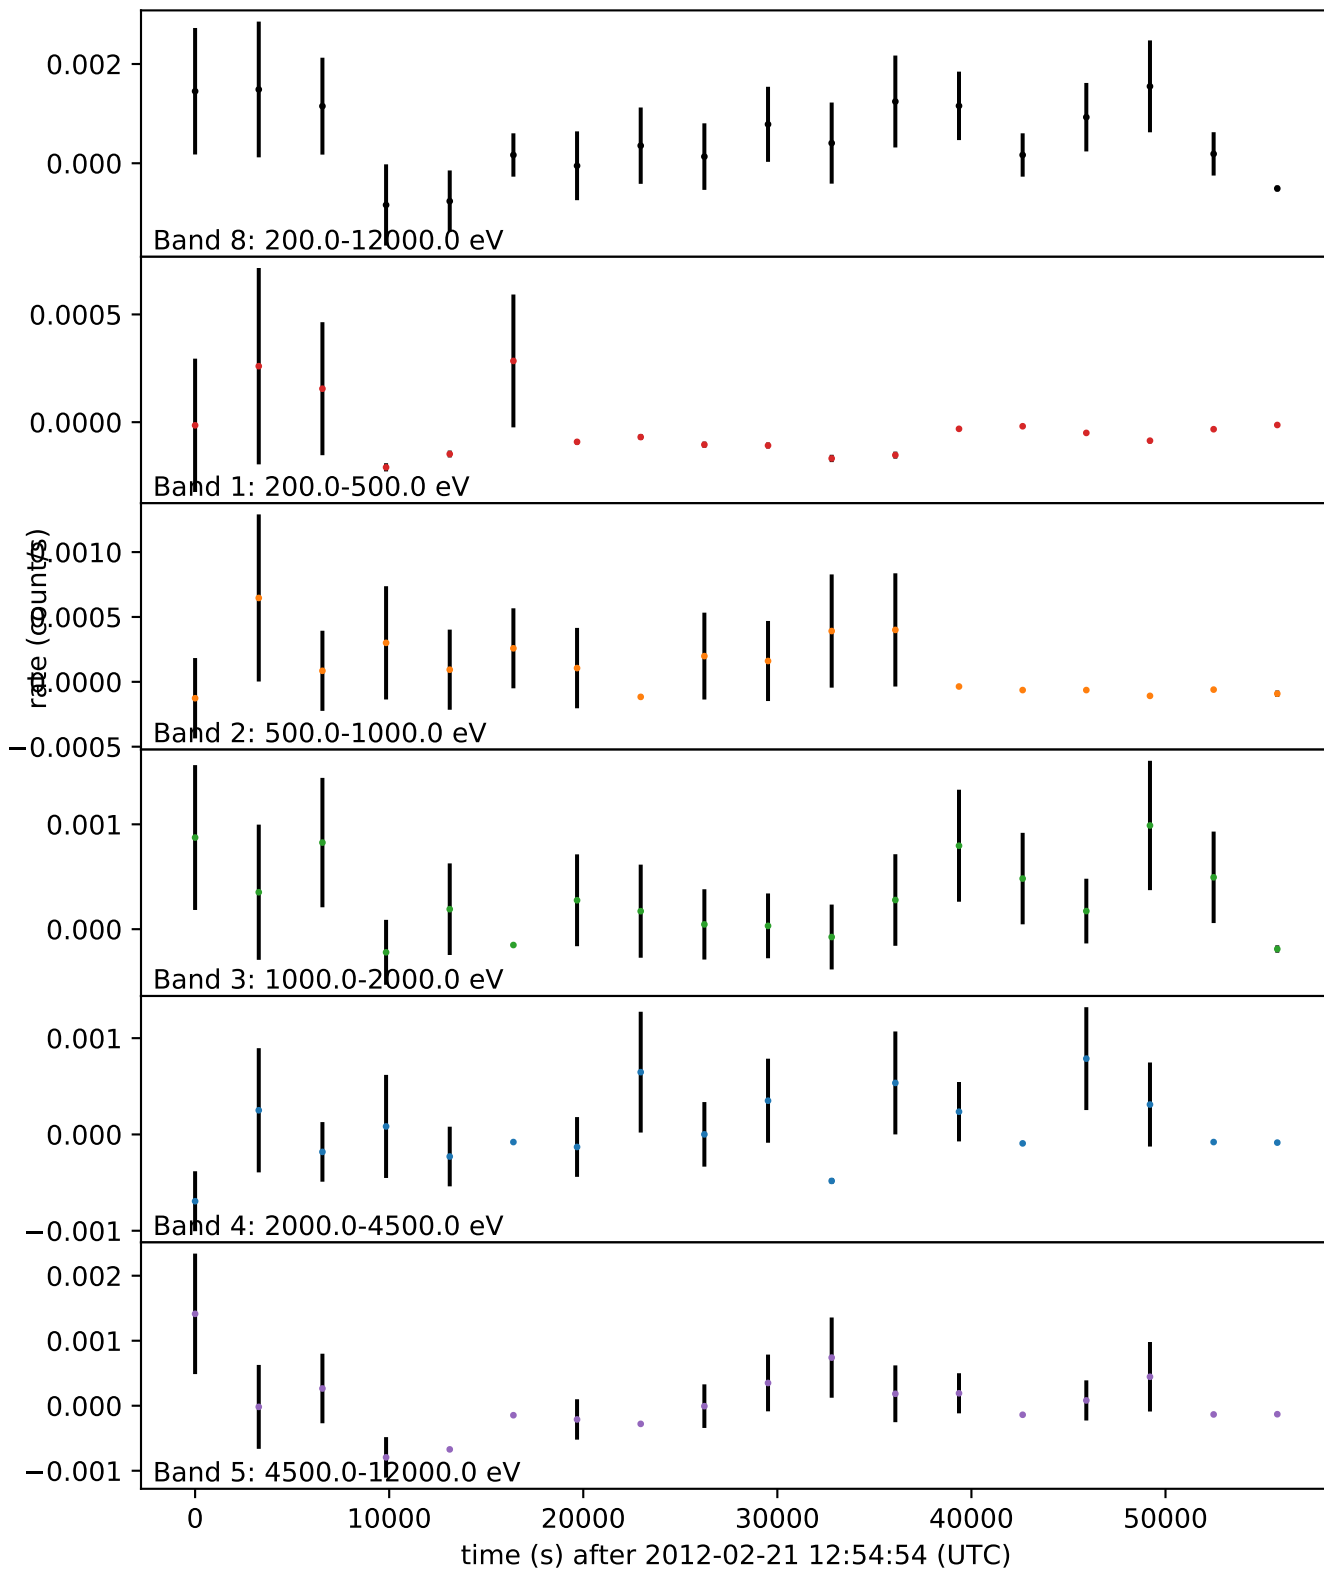 0.002
0.000
Band 8: 200.0-12000.0 eV
0.0005
0.0000
Band 1: 200.0-500.0 eV
rate (count/s)
0.0010
0.0005
0.0000
−0.0005
Band 2: 500.0-1000.0 eV
0.001
0.000
Band 3: 1000.0-2000.0 eV
0.001
0.000
−0.001
Band 4: 2000.0-4500.0 eV
0.002
0.001
0.000
−0.001
Band 5: 4500.0-12000.0 eV
0 10000 20000 30000 40000 50000
time (s) after 2012-02-21 12:54:54 (UTC)